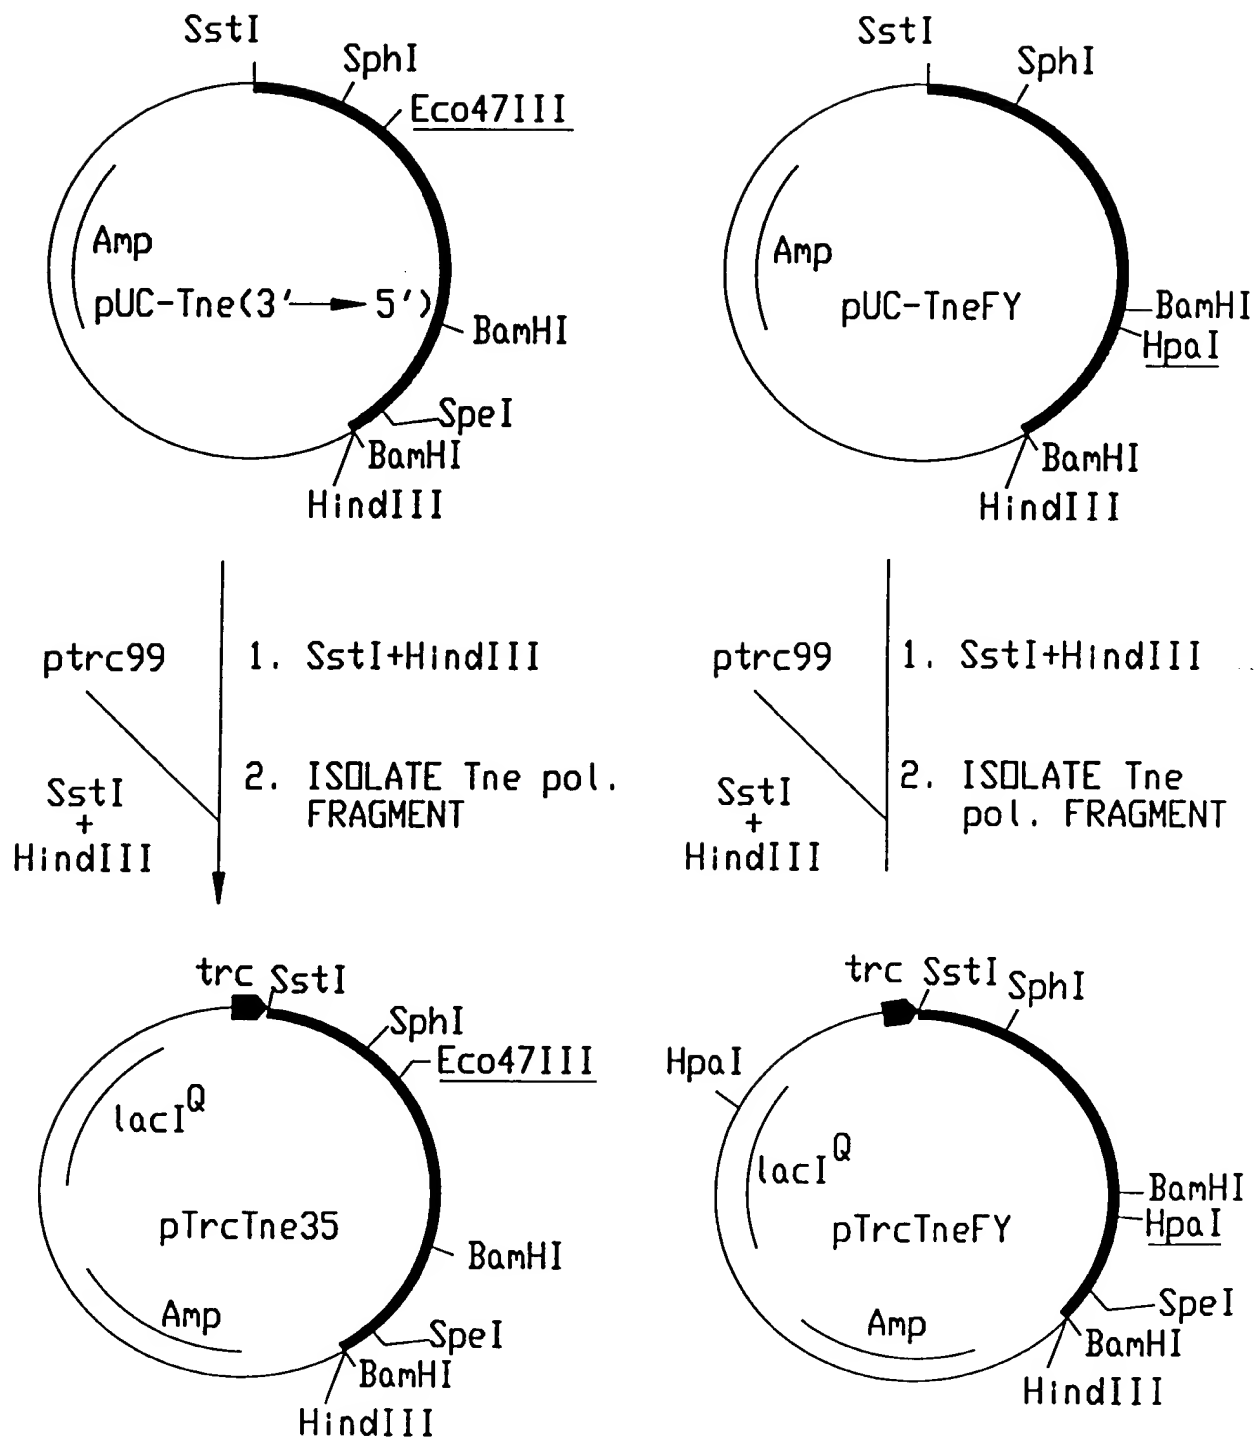 SstI
SphI
Eco47III
Amp
pUC-Tne(3' → 5')
BamHI
SpeI
BamHI
HindIII
SstI
SphI
Amp
pUC-TneFY
BamHI
HpaI
BamHI
HindIII
ptrc99
1. SstI+HindIII
SstI
+
HindIII
2. ISOLATE Tne pol.
FRAGMENT
ptrc99
1. SstI+HindIII
SstI
+
HindIII
2. ISOLATE Tne
pol. FRAGMENT
trc
SstI
SphI
Eco47III
lacI^Q
pTrcTne35
BamHI
Amp
SpeI
BamHI
HindIII
trc
SstI
SphI
HpaI
lacI^Q
BamHI
pTrcTneFY
HpaI
SpeI
Amp
BamHI
HindIII